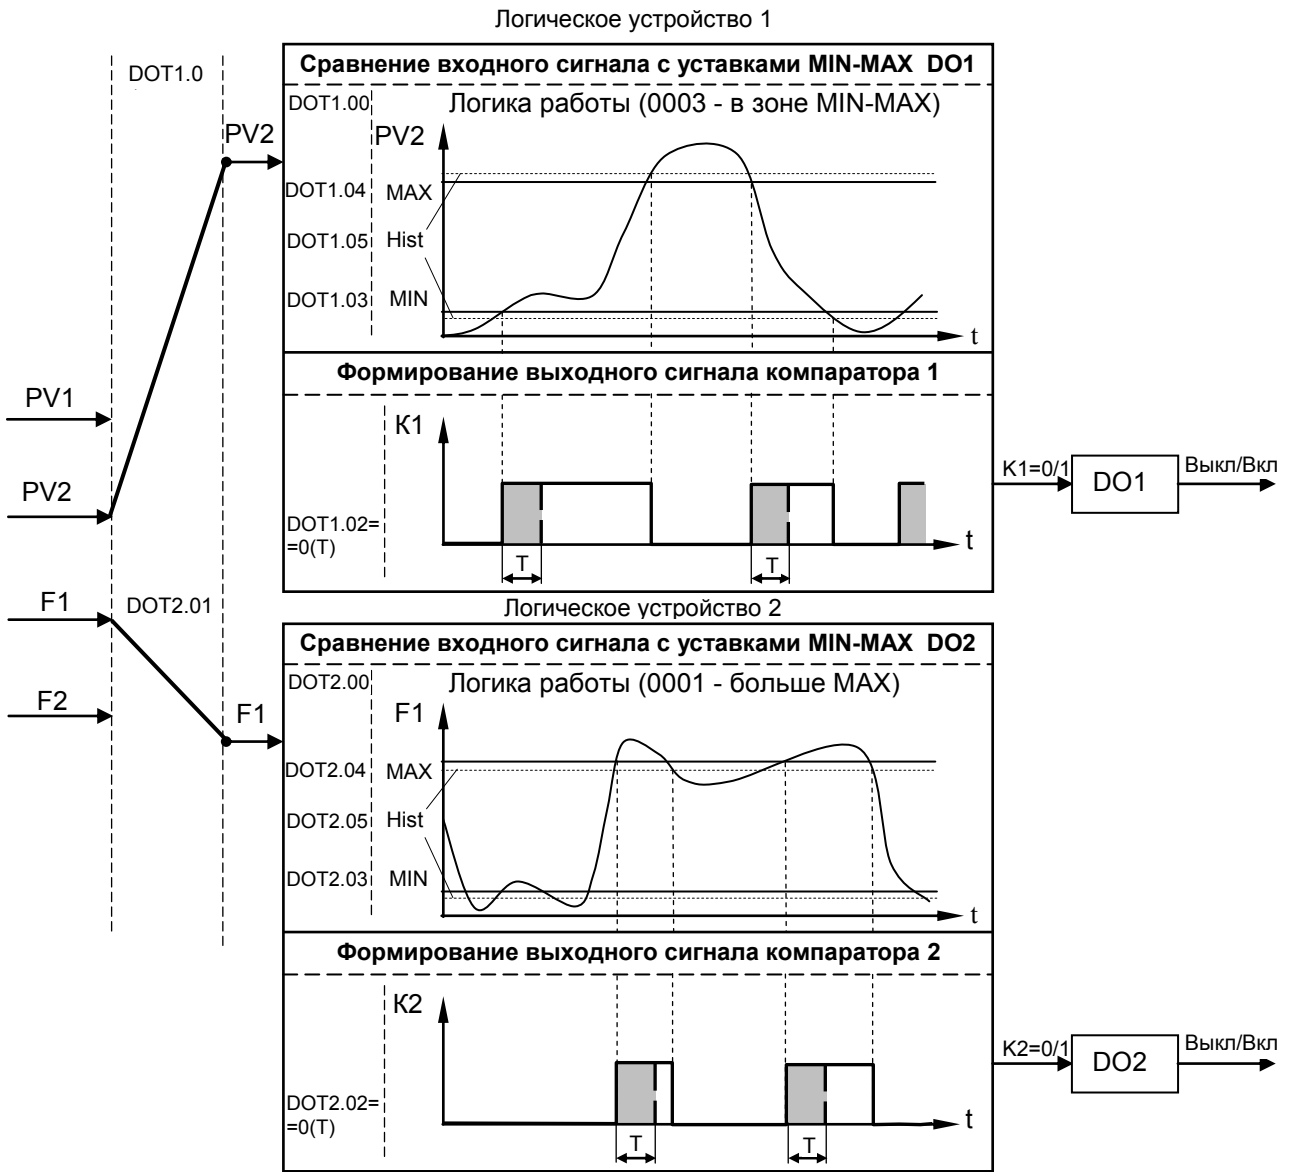 Логическое устройство 1
DOT1.0
Сравнение входного сигнала с уставками MIN-MAX DO1
DOT1.00
Логика работы (0003 - в зоне MIN-MAX)
PV2
PV2
DOT1.04
MAX
DOT1.05
Hist
DOT1.03
MIN
t
Формирование выходного сигнала компаратора 1
PV1
К1
PV2
K1=0/1
DO1
Выкл/Вкл
DOT1.02=
=0(T)
t
T
T
F1
DOT2.01
Логическое устройство 2
Сравнение входного сигнала с уставками MIN-MAX DO2
DOT2.00
Логика работы (0001 - больше MAX)
F2
F1
F1
DOT2.04
MAX
DOT2.05
Hist
DOT2.03
MIN
t
Формирование выходного сигнала компаратора 2
К2
K2=0/1
DO2
Выкл/Вкл
DOT2.02=
=0(T)
t
T
T